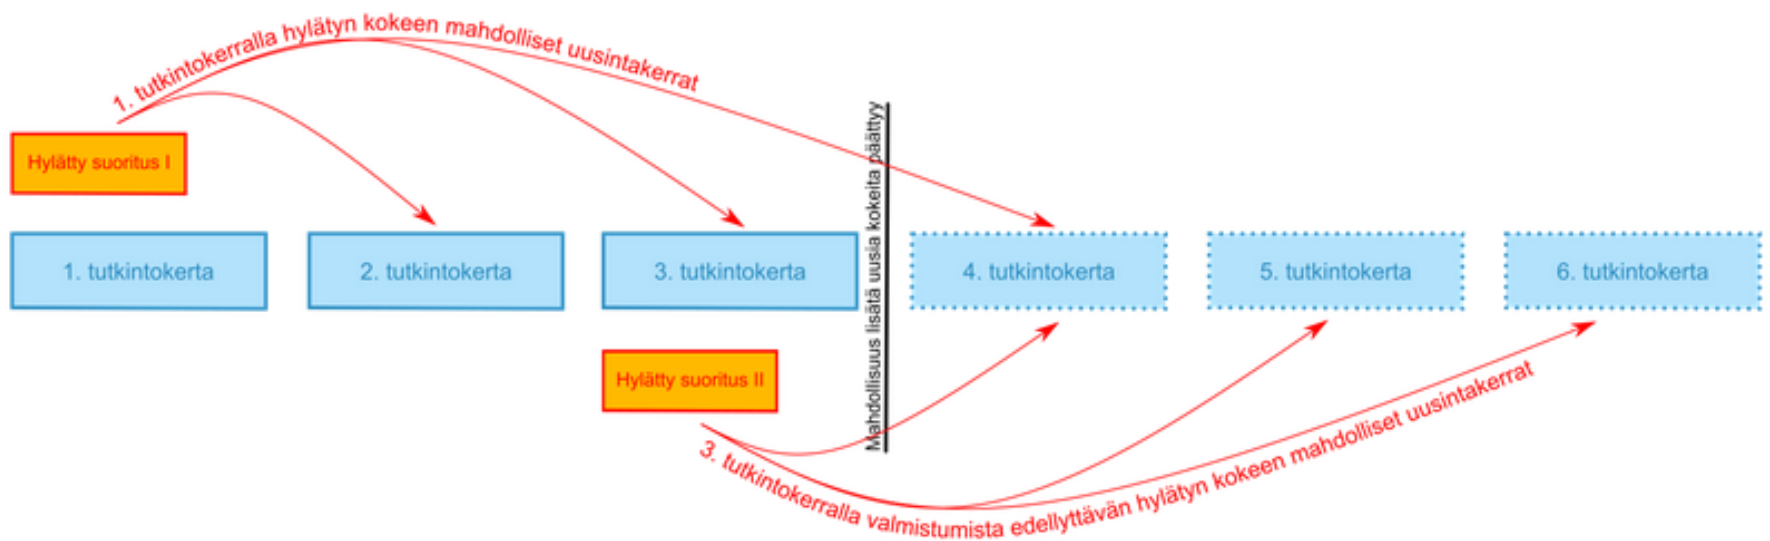 1. tutkintokerralla hylätyn kokeen mahdolliset uusintakerrat
Hylätty suoritus I
1. tutkintokerta
2. tutkintokerta
3. tutkintokerta
Mahdollisuus lisätä uusia kokeita päättyy
4. tutkintokerta
5. tutkintokerta
6. tutkintokerta
Hylätty suoritus II
3. tutkintokerralla valmistumista edellyttävän hylätyn kokeen mahdolliset uusintakerrat